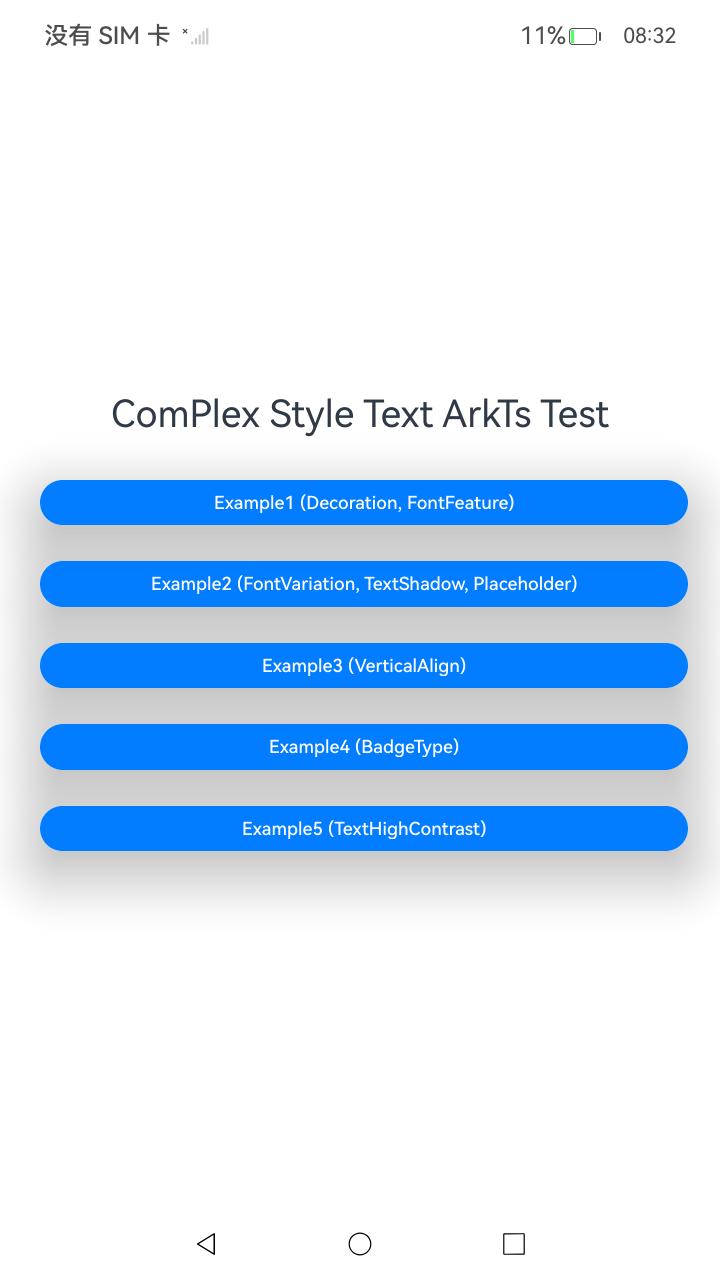 没有 SIM 卡 11% 08:32
ComPlex Style Text ArkTs Test
Example1 (Decoration, FontFeature)
Example2 (FontVariation, TextShadow, Placeholder)
Example3 (VerticalAlign)
Example4 (BadgeType)
Example5 (TextHighContrast)